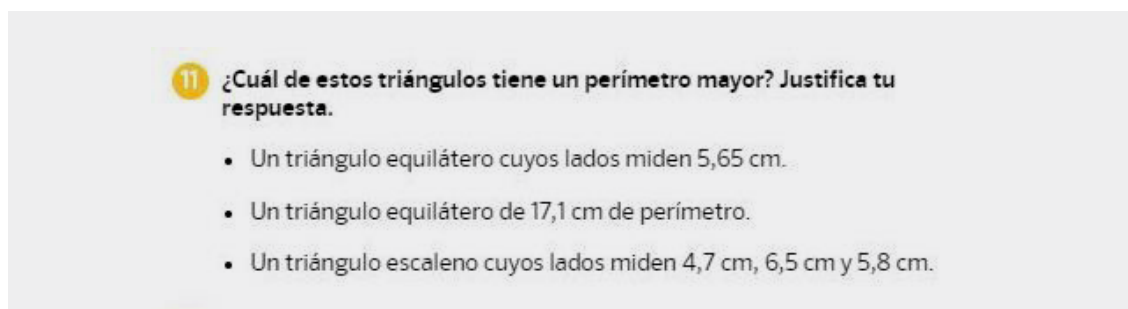 11 ¿Cuál de estos triángulos tiene un perímetro mayor? Justifica tu
respuesta.
• Un triángulo equilátero cuyos lados miden 5,65 cm.
• Un triángulo equilátero de 17,1 cm de perímetro.
• Un triángulo escaleno cuyos lados miden 4,7 cm, 6,5 cm y 5,8 cm.